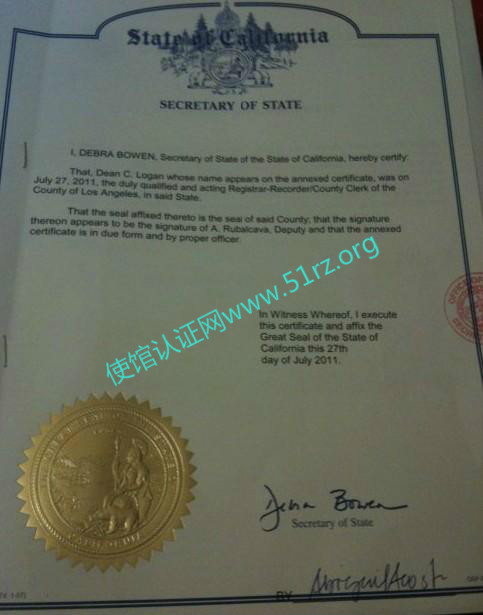 State of California
SECRETARY OF STATE
I, DEBRA BOWEN, Secretary of State of the State of California, hereby certify:
That, Dean C. Logan whose name appears on the annexed certificate, was on
July 27, 2011, the duly qualified and acting Registrar-Recorder/County Clerk of the
County of Los Angeles, in said State.
That the seal affixed thereto is the seal of said County; that the signature
thereon appears to be the signature of A. Rubalcava, Deputy and that the annexed
certificate is in due form and by proper officer.
使馆认证网www.51rz.org
In Witness Whereof, I execute
this certificate and affix the
Great Seal of the State of
California this 27th
day of July 2011.
CALIFORNIA
Debra Bowen
Secretary of State
BY